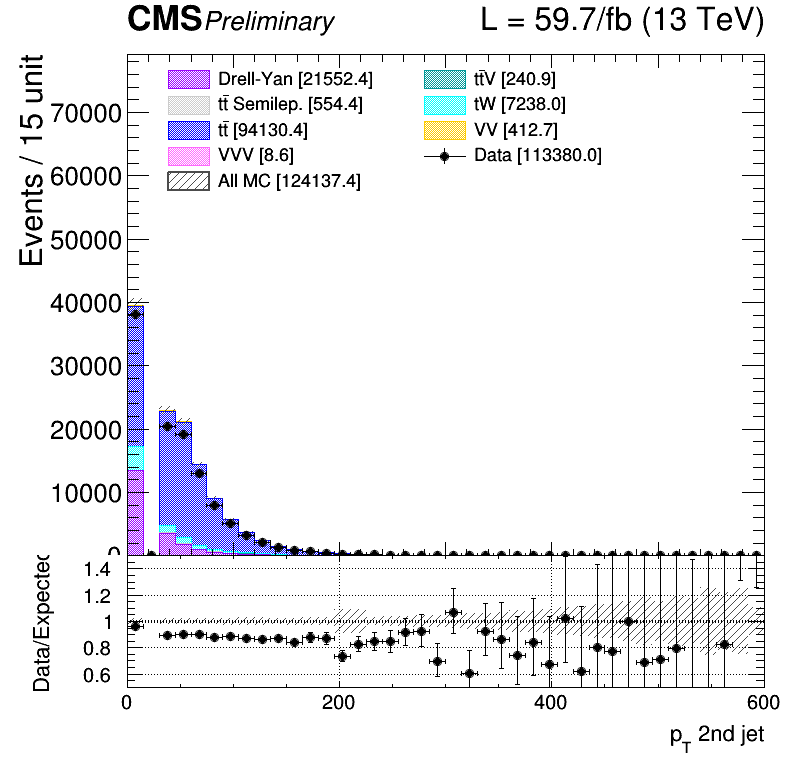 CMS Preliminary L = 59.7/fb (13 TeV)
Events / 15 unit
Drell-Yan [21552.4]
tt̄ Semilep. [554.4]
tt̄ [94130.4]
VVV [8.6]
All MC [124137.4]
tt̄V [240.9]
tW [7238.0]
VV [412.7]
Data [113380.0]
70000
60000
50000
40000
30000
20000
10000
0
Data/Expected
1.4
1.2
1
0.8
0.6
0 200 400 600
p_T 2nd jet